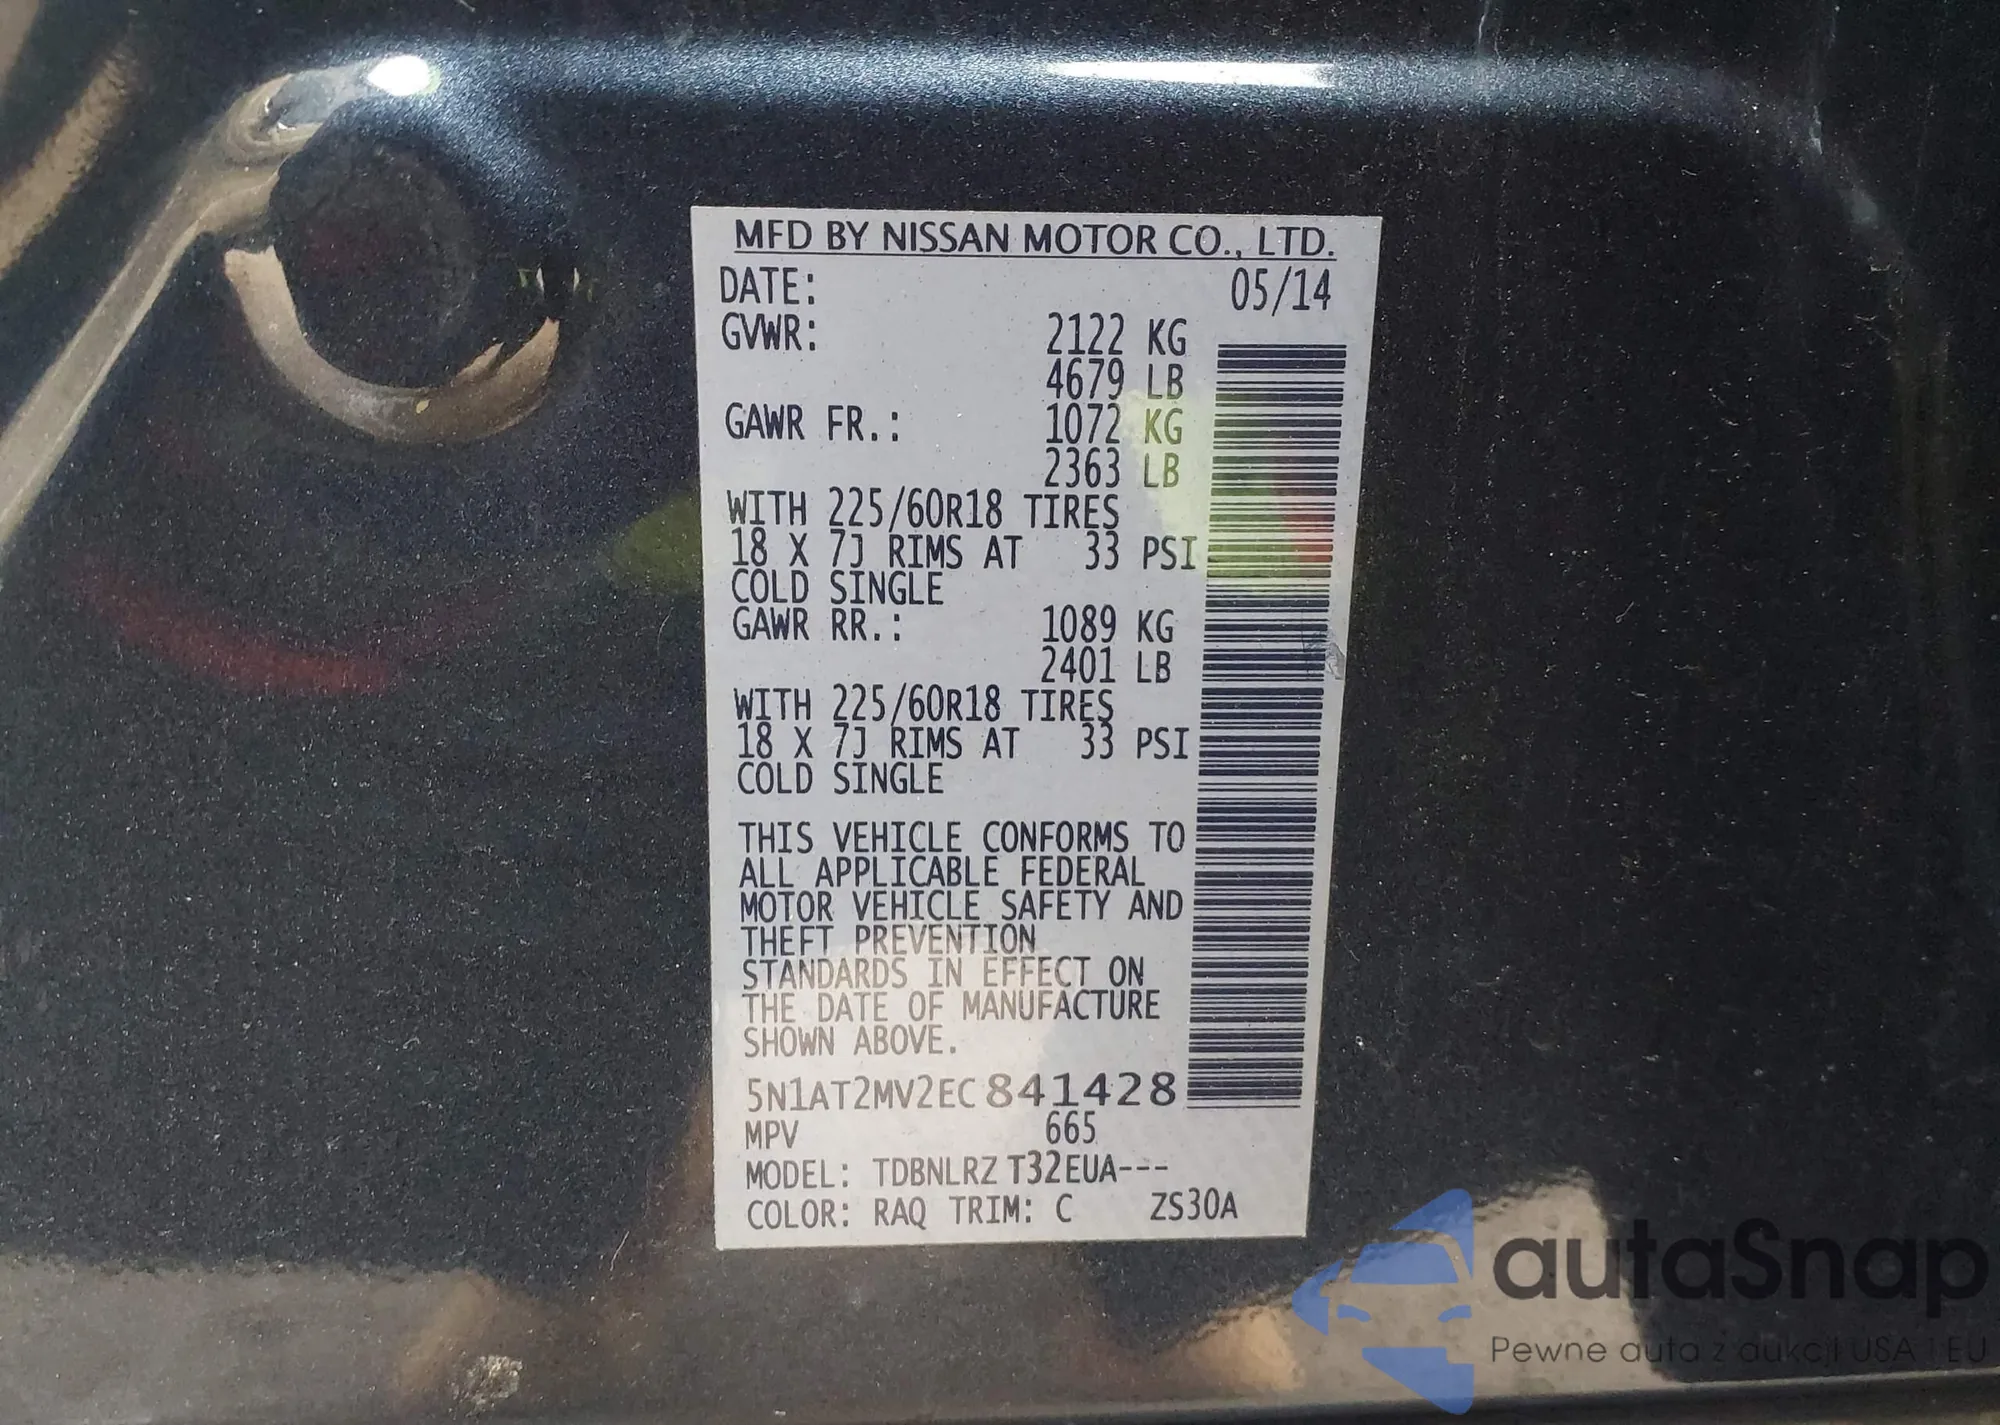 MFD BY NISSAN MOTOR CO., LTD.
DATE: 05/14
GVWR: 2122 KG
4679 LB
GAWR FR.: 1072 KG
2363 LB
WITH 225/60R18 TIRES
18 X 7J RIMS AT 33 PSI
COLD SINGLE
GAWR RR.: 1089 KG
2401 LB
WITH 225/60R18 TIRES
18 X 7J RIMS AT 33 PSI
COLD SINGLE
THIS VEHICLE CONFORMS TO
ALL APPLICABLE FEDERAL
MOTOR VEHICLE SAFETY AND
THEFT PREVENTION
STANDARDS IN EFFECT ON
THE DATE OF MANUFACTURE
SHOWN ABOVE.
5N1AT2MV2EC841428
MPV 665
MODEL: TDBNLRZ T32EUA---
COLOR: RAQ TRIM: C ZS30A
autaSnap
Pewne auta z aukcji USA i EU